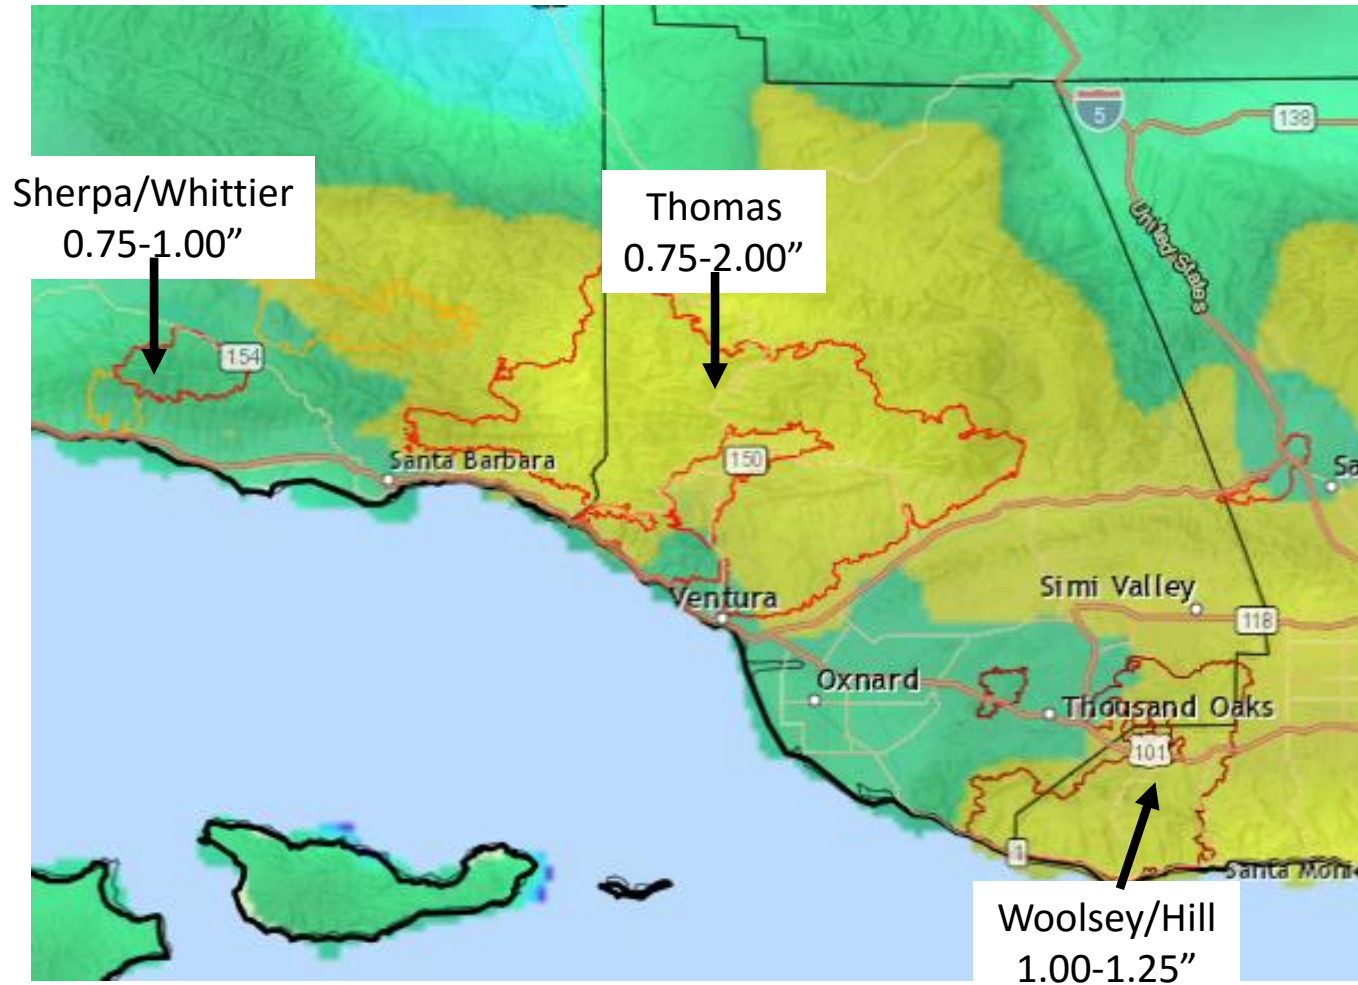 5
138
Sherpa/Whittier
0.75-1.00”
Thomas
0.75-2.00”
United States
154
Santa Barbara
150
Sa
Ventura
Simi Valley
118
Oxnard
Thousand Oaks
101
1
Santa Moni
Woolsey/Hill
1.00-1.25”